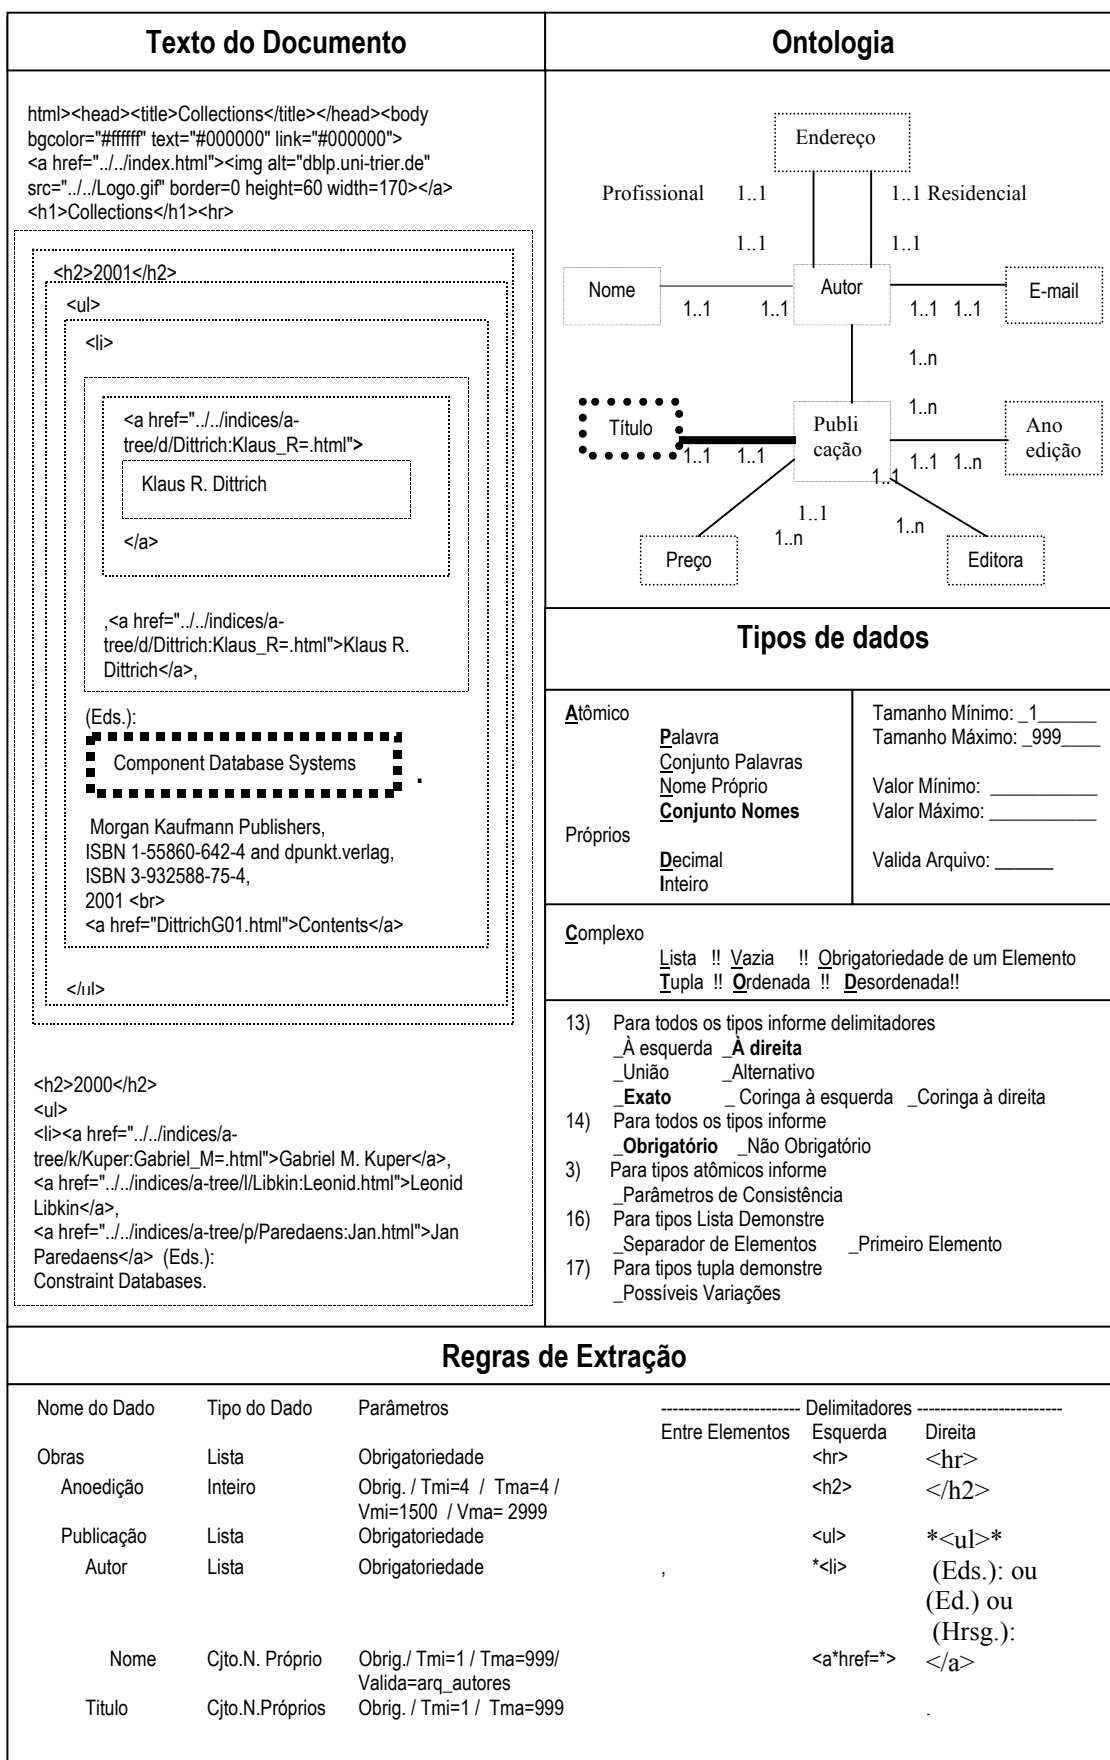 Texto do Documento
html><head><title>Collections</title></head><body
bgcolor="#ffffff" text="#000000" link="#000000">
<a href="../../index.html"><img alt="dblp.uni-trier.de"
src="../../Logo.gif" border=0 height=60 width=170></a>
<h1>Collections</h1><hr>
<h2>2001</h2>
<ul>
<li>
<a href="../../indices/a-
tree/d/Dittrich:Klaus_R=.html">
Klaus R. Dittrich
</a>
,<a href="../../indices/a-
tree/d/Dittrich:Klaus_R=.html">Klaus R.
Dittrich</a>,
(Eds.):
Component Database Systems
.
Morgan Kaufmann Publishers,
ISBN 1-55860-642-4 and dpunkt.verlag,
ISBN 3-932588-75-4,
2001 <br>
<a href="DittrichG01.html">Contents</a>
</ul>
<h2>2000</h2>
<ul>
<li><a href="../../indices/a-
tree/k/Kuper:Gabriel_M=.html">Gabriel M. Kuper</a>,
<a href="../../indices/a-tree/l/Libkin:Leonid.html">Leonid
Libkin</a>,
<a href="../../indices/a-tree/p/Paredaens:Jan.html">Jan
Paredaens</a>  (Eds.):
Constraint Databases.
Ontologia
Endereço
Profissional 1..1 1..1 Residencial
1..1 1..1
Nome 1..1 1..1 Autor 1..1 1..1 E-mail
1..n
1..n
Título 1..1 1..1 Publi
cação 1..1 1..n Ano
edição
1..1
1..1
1..n 1..n
Preço Editora
Tipos de dados
Atômico
Palavra
Conjunto Palavras
Nome Próprio
Conjunto Nomes
Próprios
Decimal
Inteiro
Tamanho Mínimo: _1______
Tamanho Máximo: _999____
Valor Mínimo: ___________
Valor Máximo: ___________
Valida Arquivo: ______
Complexo
Lista !! Vazia !! Obrigatoriedade de um Elemento
Tupla !! Ordenada !! Desordenada!!
13) Para todos os tipos informe delimitadores
_À esquerda _À direita
_União _Alternativo
_Exato _ Coringa à esquerda _Coringa à direita
14) Para todos os tipos informe
_Obrigatório _Não Obrigatório
3) Para tipos atômicos informe
_Parâmetros de Consistência
16) Para tipos Lista Demonstre
_Separador de Elementos _Primeiro Elemento
17) Para tipos tupla demonstre
_Possíveis Variações
Regras de Extração
Nome do Dado Tipo do Dado Parâmetros ------------------------ Delimitadores -------------------------
Entre Elementos Esquerda Direita
Obras Lista Obrigatoriedade <hr> <hr>
Anoedição Inteiro Obrig. / Tmi=4 / Tma=4 / <h2> </h2>
Vmi=1500 / Vma= 2999
Publicação Lista Obrigatoriedade <ul> *<ul>*
Autor Lista Obrigatoriedade , *<li> (Eds.): ou
(Ed.) ou
(Hrsg.):
Nome Cjto.N. Próprio Obrig./ Tmi=1 / Tma=999/ <a*href=*> </a>
Valida=arq_autores
Titulo Cjto.N.Próprios Obrig. / Tmi=1 / Tma=999 .